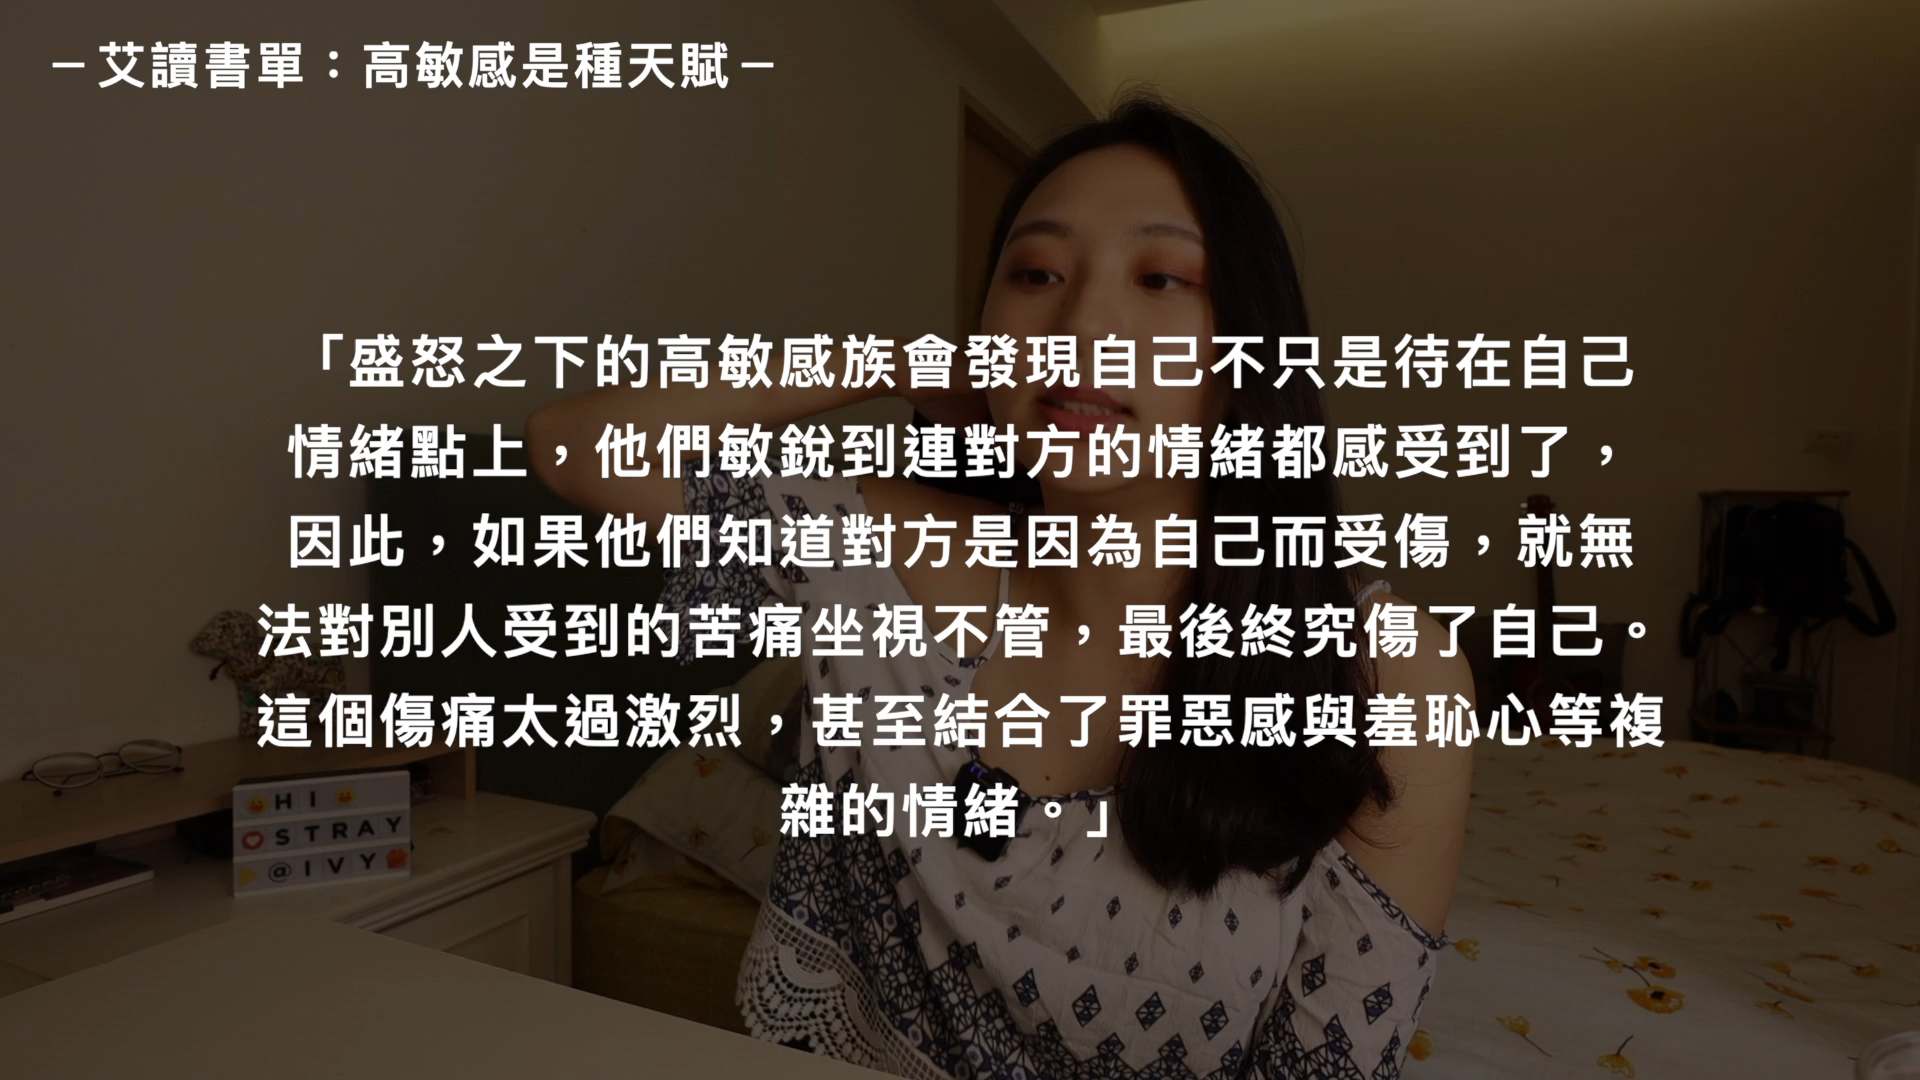 －艾讀書單：高敏感是種天賦－
「盛怒之下的高敏感族會發現自己不只是待在自己
情緒點上，他們敏銳到連對方的情緒都感受到了，
因此，如果他們知道對方是因為自己而受傷，就無
法對別人受到的苦痛坐視不管，最後終究傷了自己。
這個傷痛太過激烈，甚至結合了罪惡感與羞恥心等複
雜的情緒。」
HI
STRAY
@IVY